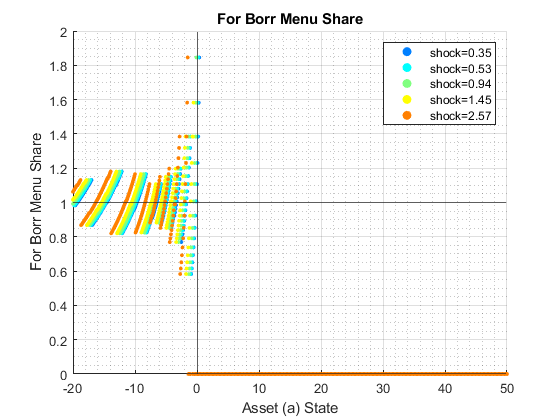 For Borr Menu Share
2
1.8
1.6
1.4
1.2
1
0.8
0.6
0.4
0.2
0
For Borr Menu Share
shock=0.35
shock=0.53
shock=0.94
shock=1.45
shock=2.57
-20 -10 0 10 20 30 40 50
Asset (a) State